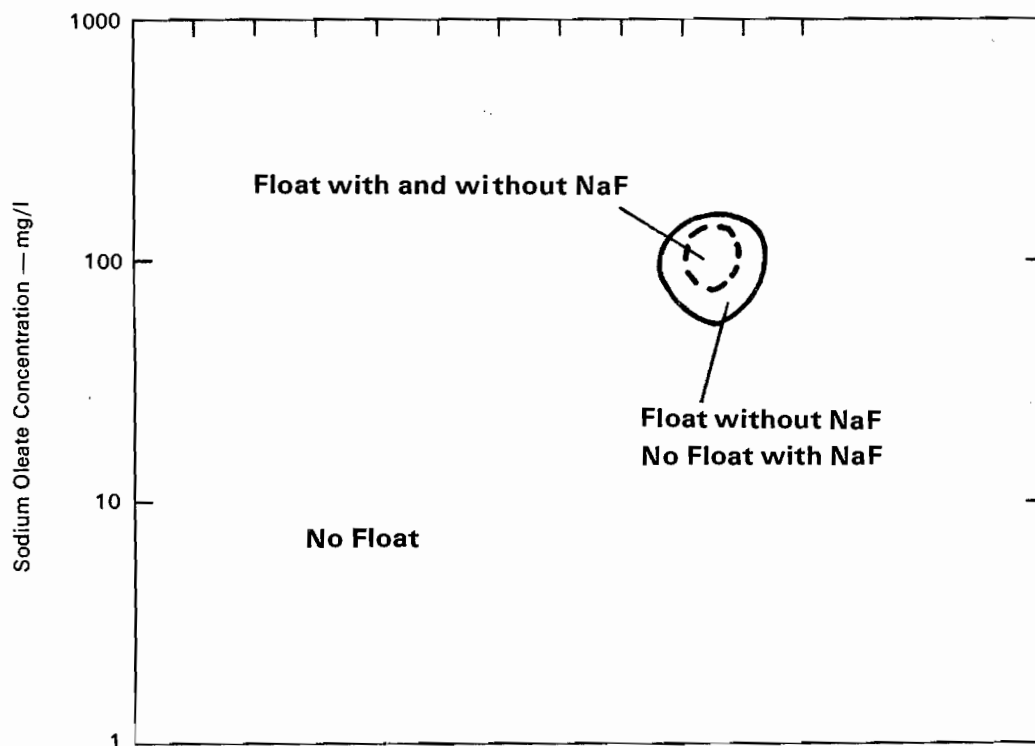 1000
Float with and without NaF
Sodium Oleate Concentration — mg/l
100
Float without NaF
No Float with NaF
10
No Float
1